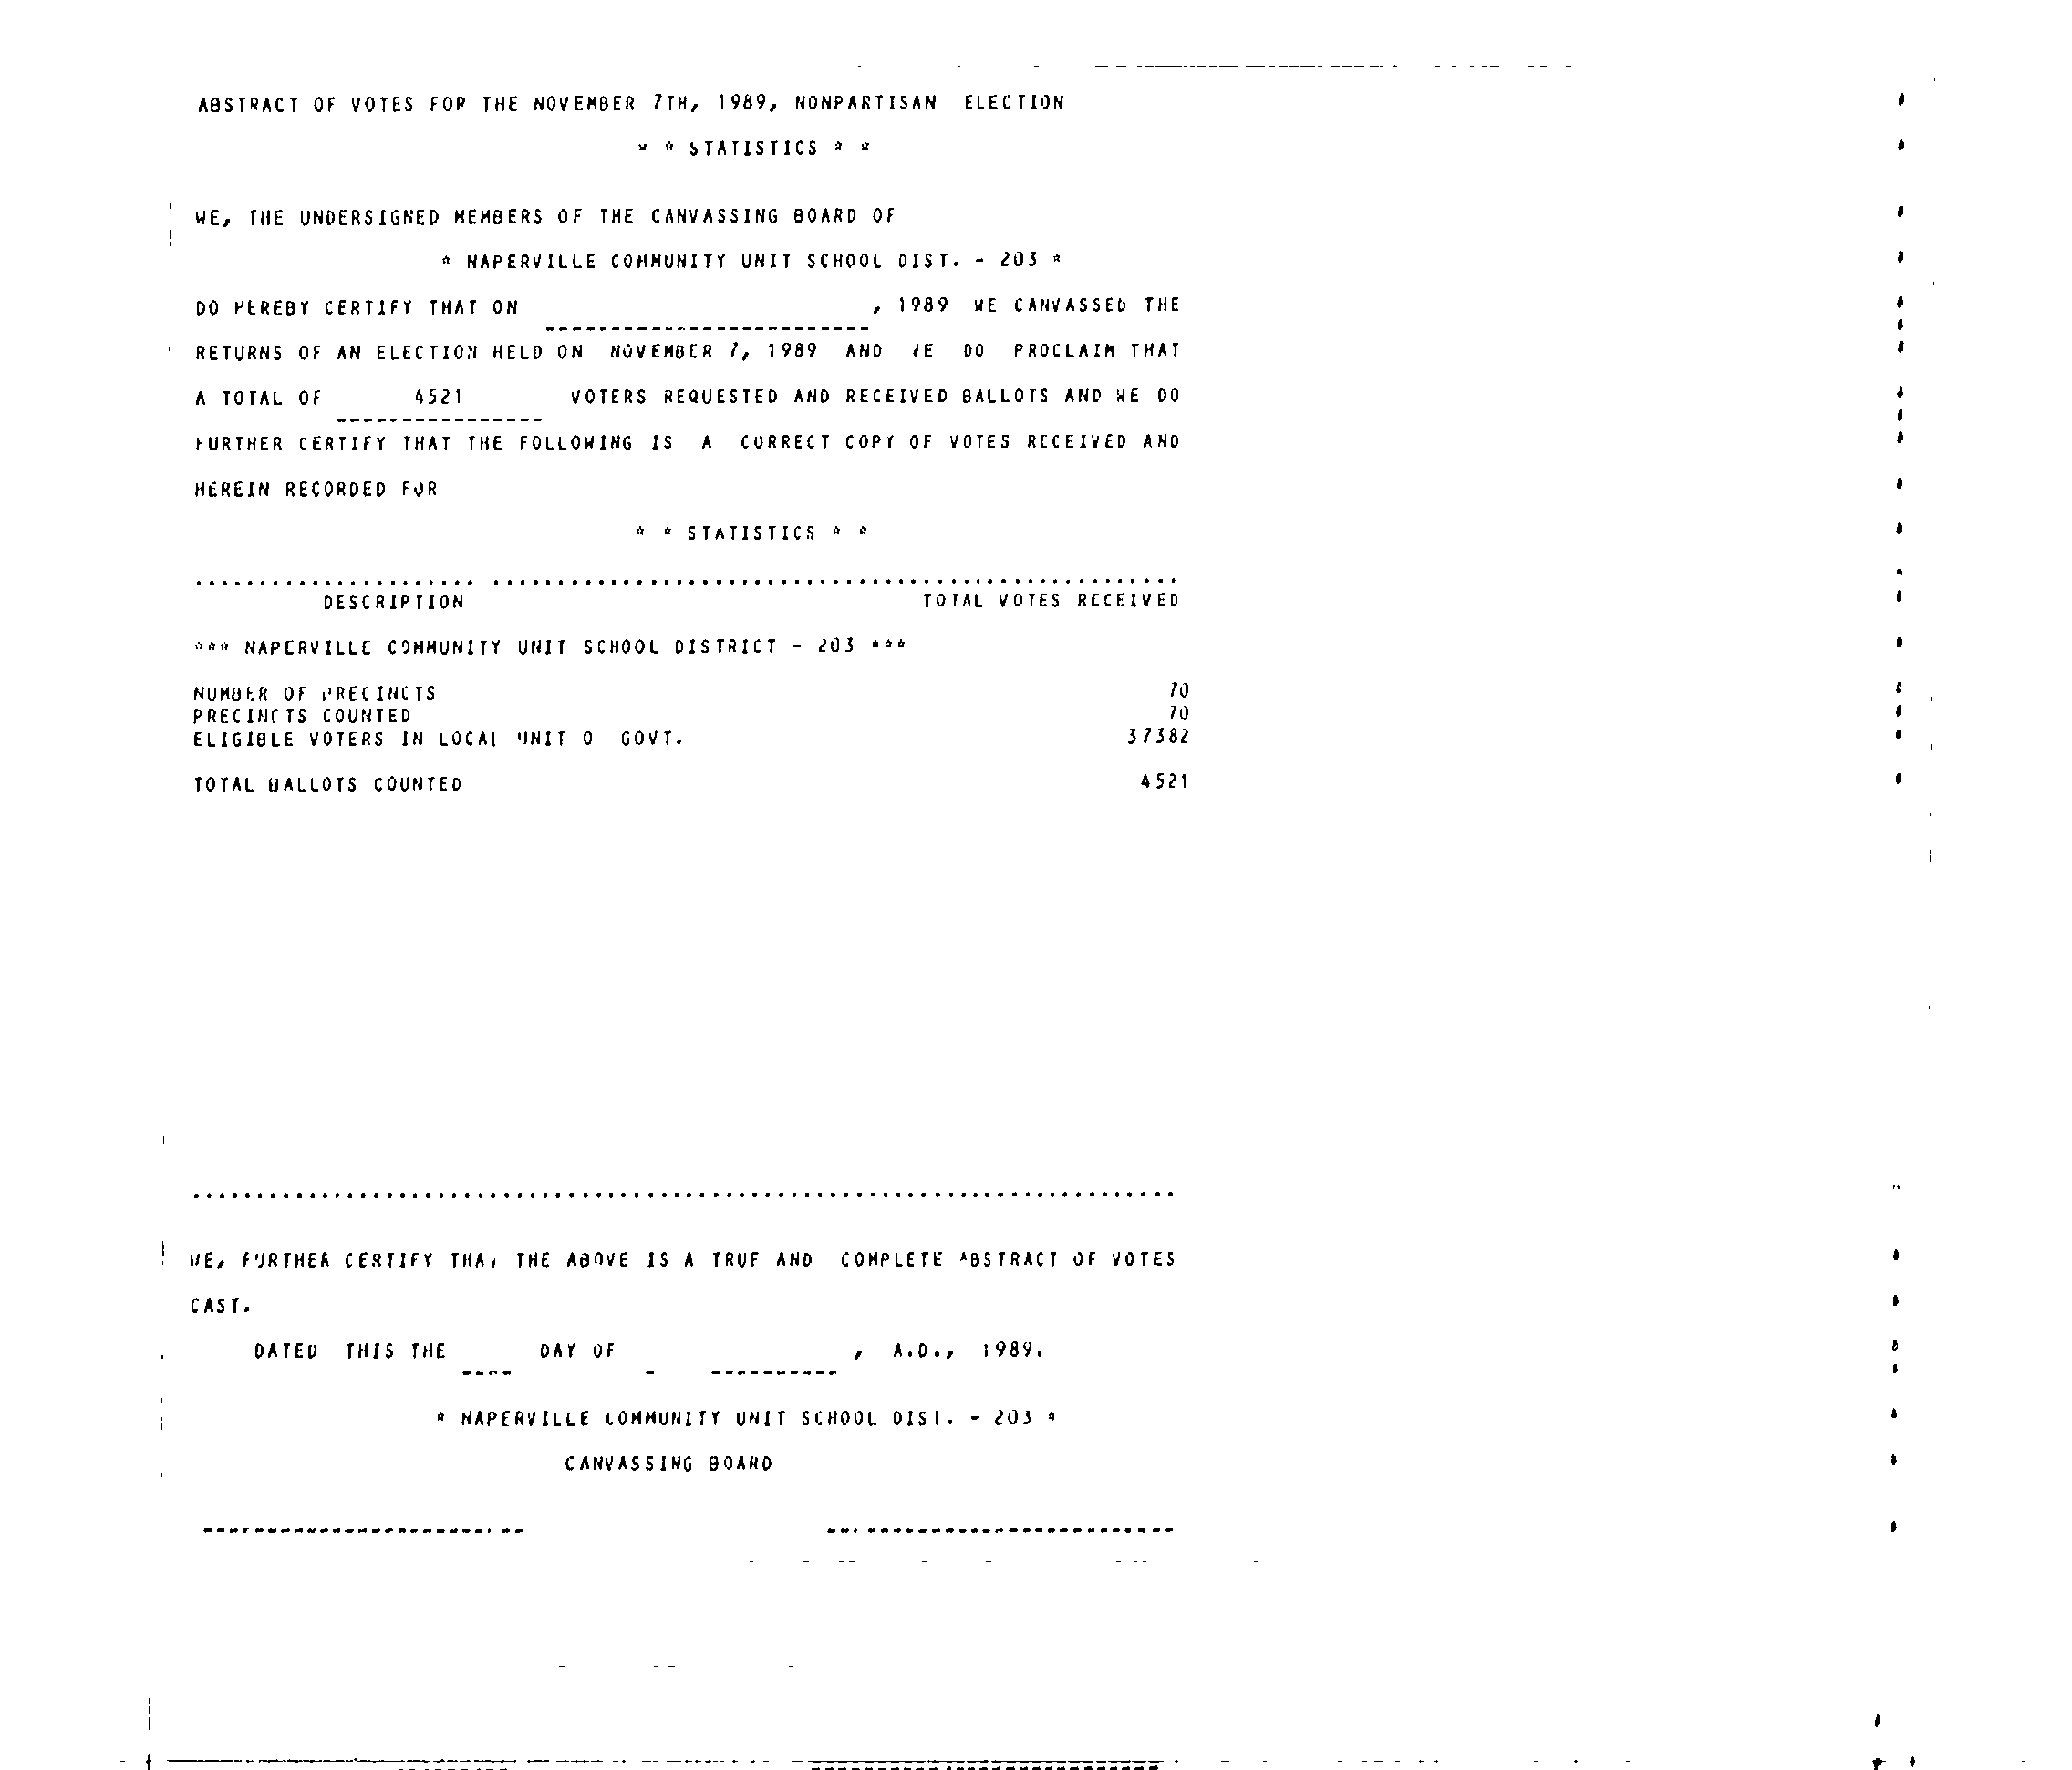 ABSTRACT OF VOTES FOR THE NOVEMBER 7TH, 1989, NONPARTISAN ELECTION
* * STATISTICS * *
WE, THE UNDERSIGNED MEMBERS OF THE CANVASSING BOARD OF
* NAPERVILLE COMMUNITY UNIT SCHOOL DIST. - 203 *
DO HEREBY CERTIFY THAT ON , 1989 WE CANVASSED THE
RETURNS OF AN ELECTION HELD ON NOVEMBER 7, 1989 AND WE DO PROCLAIM THAT
A TOTAL OF 4521 VOTERS REQUESTED AND RECEIVED BALLOTS AND WE DO
FURTHER CERTIFY THAT THE FOLLOWING IS A CORRECT COPY OF VOTES RECEIVED AND
HEREIN RECORDED FOR
* * STATISTICS * *
DESCRIPTION TOTAL VOTES RECEIVED
*** NAPERVILLE COMMUNITY UNIT SCHOOL DISTRICT - 203 ***
NUMBER OF PRECINCTS 70
PRECINCTS COUNTED 70
ELIGIBLE VOTERS IN LOCAL UNIT O GOVT. 37382
TOTAL BALLOTS COUNTED 4521
WE, FURTHER CERTIFY THAT THE ABOVE IS A TRUE AND COMPLETE ABSTRACT OF VOTES
CAST.
DATED THIS THE DAY OF , A.D., 1989.
* NAPERVILLE COMMUNITY UNIT SCHOOL DIST. - 203 *
CANVASSING BOARD